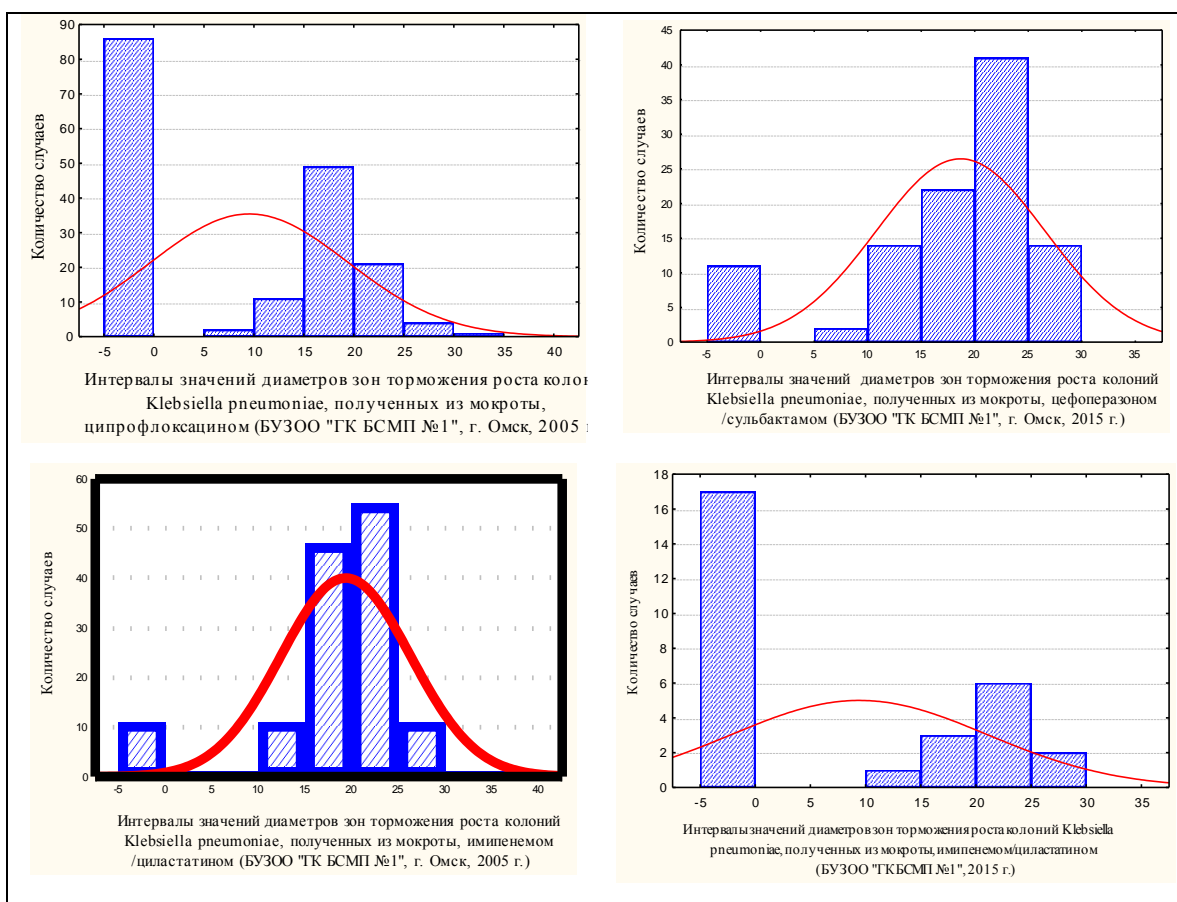 90
80
70
60
50
40
30
20
10
0
Количество случаев
-5 0 5 10 15 20 25 30 35 40
Интервалы значений диаметров зон торможения роста колон
Klebsiella pneumoniae, полученных из мокроты,
ципрофлоксацином (БУЗОО "ГК БСМП №1", г. Омск, 2005 г
45
40
35
30
25
20
15
10
5
0
Количество случаев
-5 0 5 10 15 20 25 30 35
Интервалы значений диаметров зон торможения роста колоний
Klebsiella pneumoniae, полученных из мокроты, цефоперазоном
/сульбактамом (БУЗОО "ГК БСМП №1", г. Омск, 2015 г.)
60
50
40
30
20
10
0
Количество случаев
-5 0 5 10 15 20 25 30 35 40
Интервалы значений диаметров зон торможения роста колоний
Klebsiella pneumoniae, полученных из мокроты, имипенемом
/циластатином (БУЗОО "ГК БСМП №1", г. Омск, 2005 г.)
18
16
14
12
10
8
6
4
2
0
Количество случаев
-5 0 5 10 15 20 25 30 35
Интервалы значений диаметров зон торможения роста колоний Klebsiella
pneumoniae, полученных из мокроты, имипенемом/циластатином
(БУЗОО "ГК БСМП №1", 2015 г.)